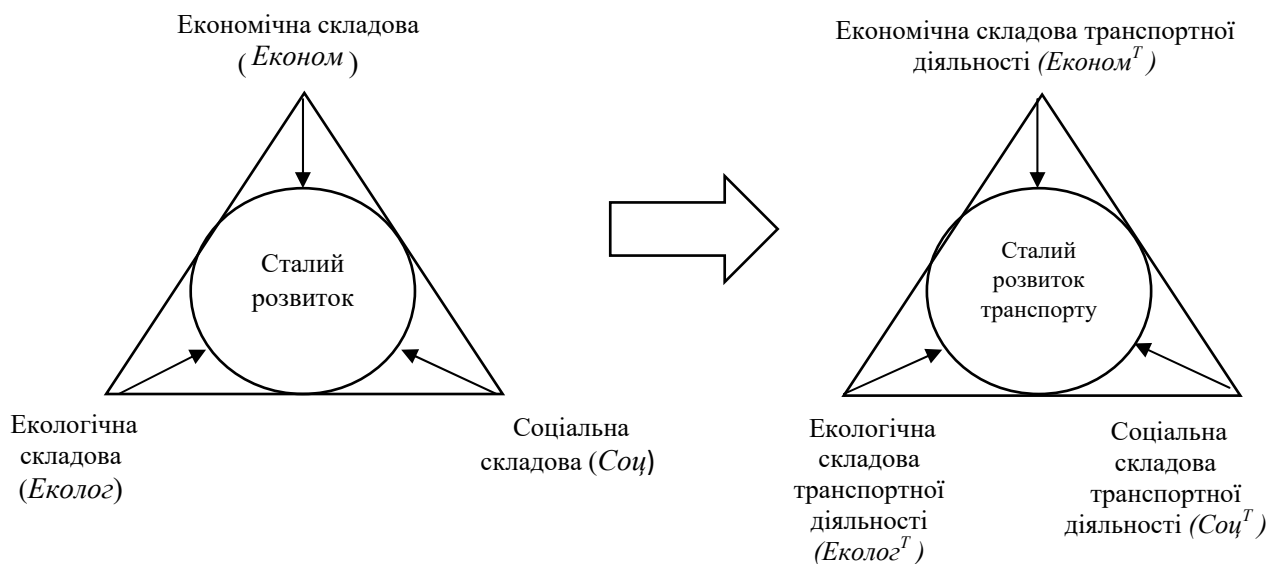 Економічна складова
( Економ )
Економічна складова транспортної
діяльності (Економ^T )
Сталий
розвиток
Сталий
розвиток
транспорту
Екологічна
складова
(Еколог)
Соціальна
складова (Соц)
Екологічна
складова
транспортної
діяльності
(Еколог^T )
Соціальна
складова
транспортної
діяльності (Соц^T )